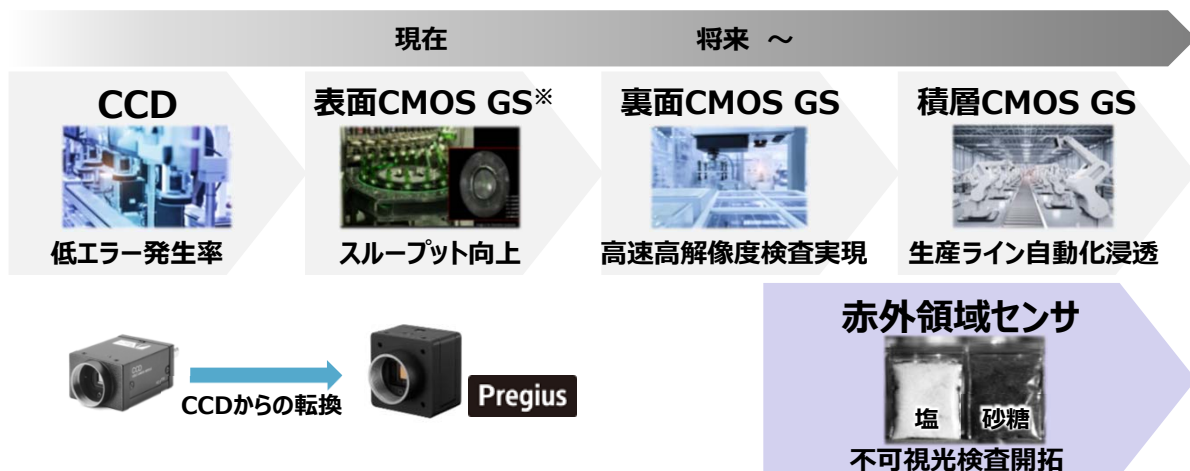 現在 将来 ～
CCD 表面CMOS GS※ 裏面CMOS GS 積層CMOS GS
低エラー発生率 スループット向上 高速高解像度検査実現 生産ライン自動化浸透
赤外領域センサ
CCD
CCDからの転換
Pregius
塩 砂糖
不可視光検査開拓